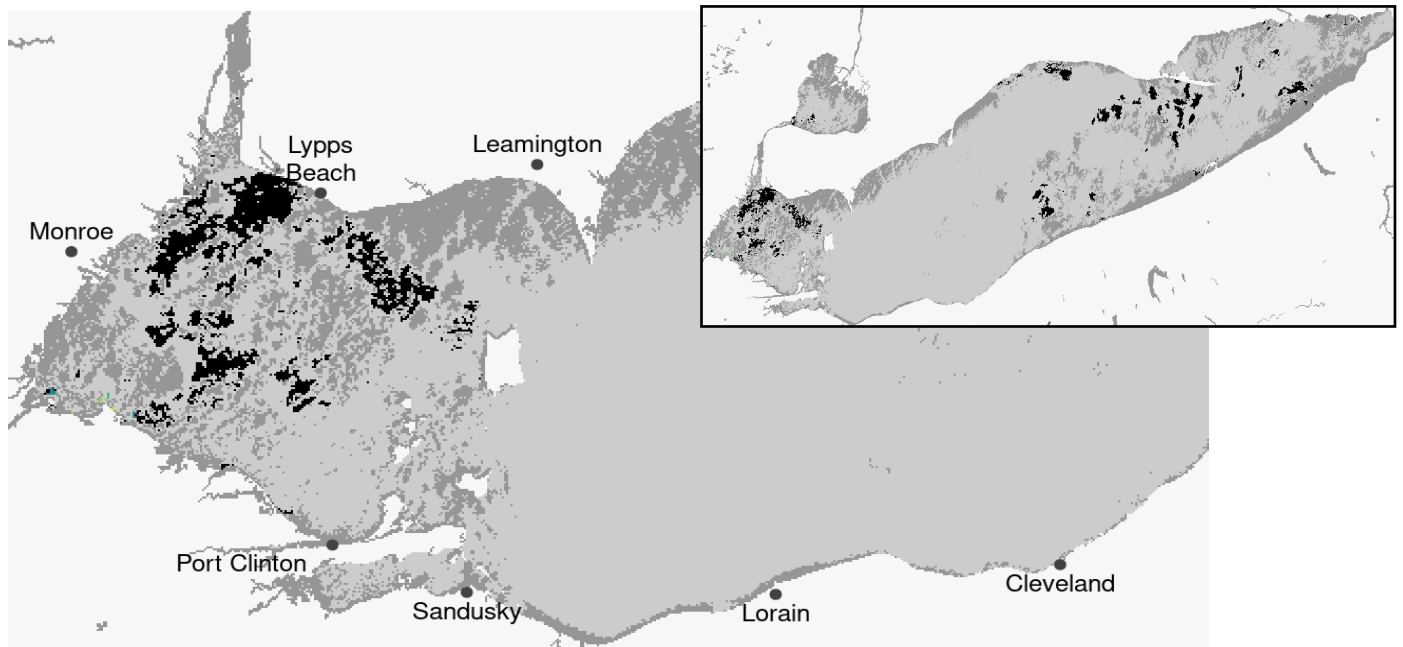 Lypps
Beach
Leamington
Monroe
Port Clinton
Sandusky
Lorain
Cleveland